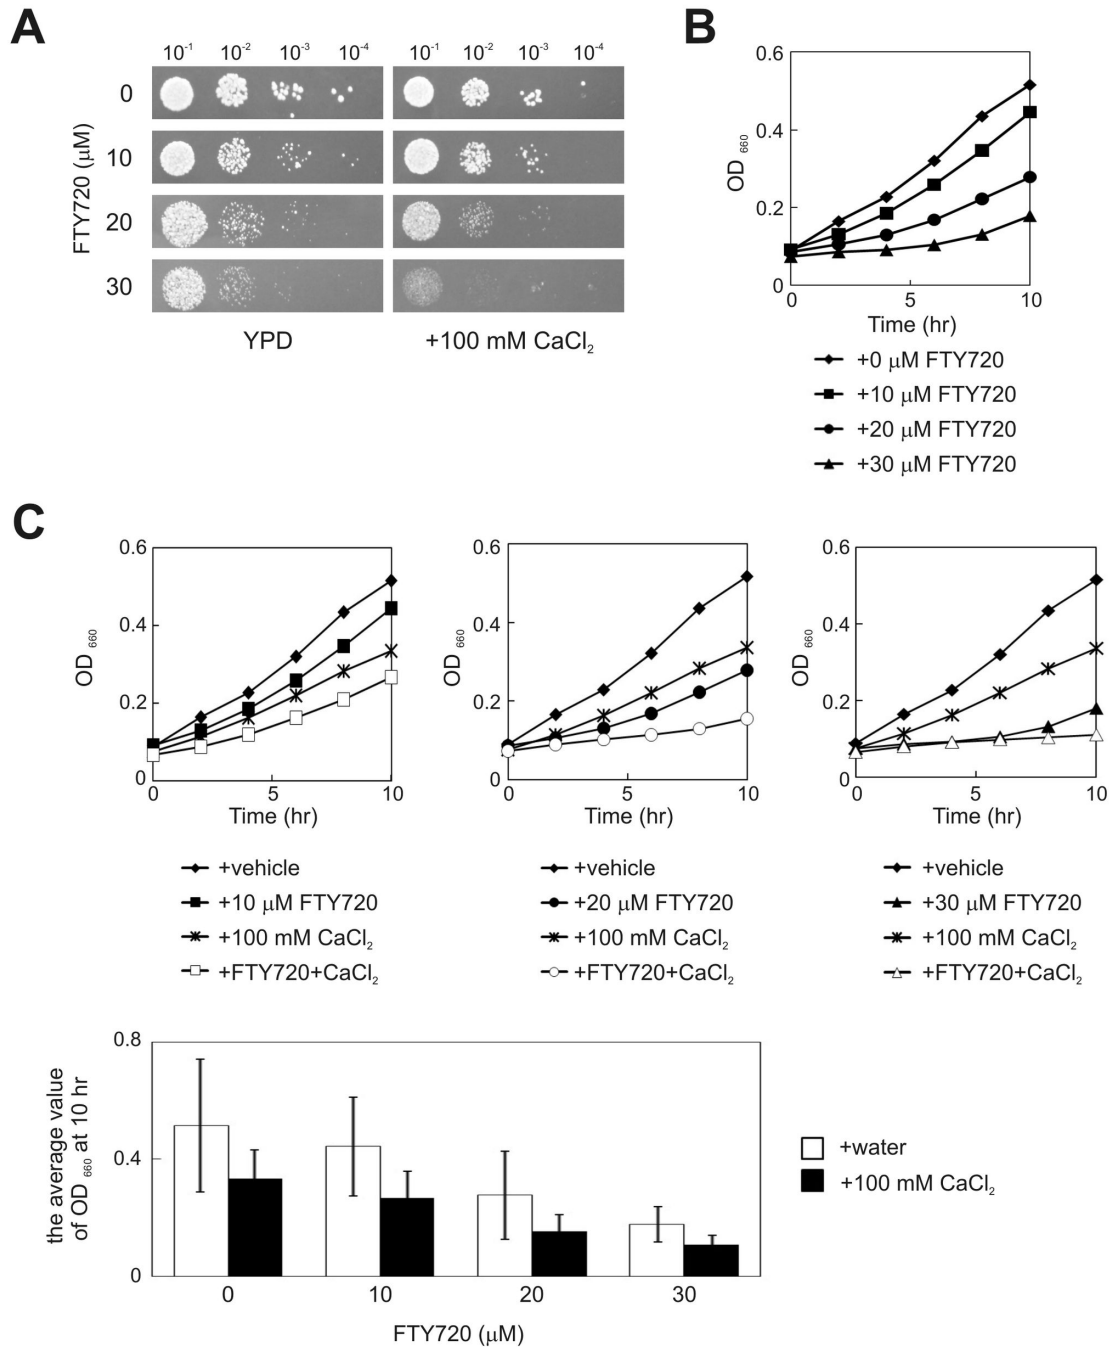 A
10⁻¹ 10⁻² 10⁻³ 10⁻⁴ 10⁻¹ 10⁻² 10⁻³ 10⁻⁴
FTY720 (μM)
0
10
20
30
YPD +100 mM CaCl₂
B
OD ₆₆₀
0.6
0.4
0.2
0
0 5 10
Time (hr)
+0 μM FTY720
+10 μM FTY720
+20 μM FTY720
+30 μM FTY720
C
OD ₆₆₀
0.6
0.4
0.2
0
0 5 10
Time (hr)
+vehicle
+10 μM FTY720
+100 mM CaCl₂
+FTY720+CaCl₂
OD ₆₆₀
0.6
0.4
0.2
0
0 5 10
Time (hr)
+vehicle
+20 μM FTY720
+100 mM CaCl₂
+FTY720+CaCl₂
OD ₆₆₀
0.6
0.4
0.2
0
0 5 10
Time (hr)
+vehicle
+30 μM FTY720
+100 mM CaCl₂
+FTY720+CaCl₂
the average value
of OD ₆₆₀ at 10 hr
0.8
0.4
0
0 10 20 30
FTY720 (μM)
+water
+100 mM CaCl₂